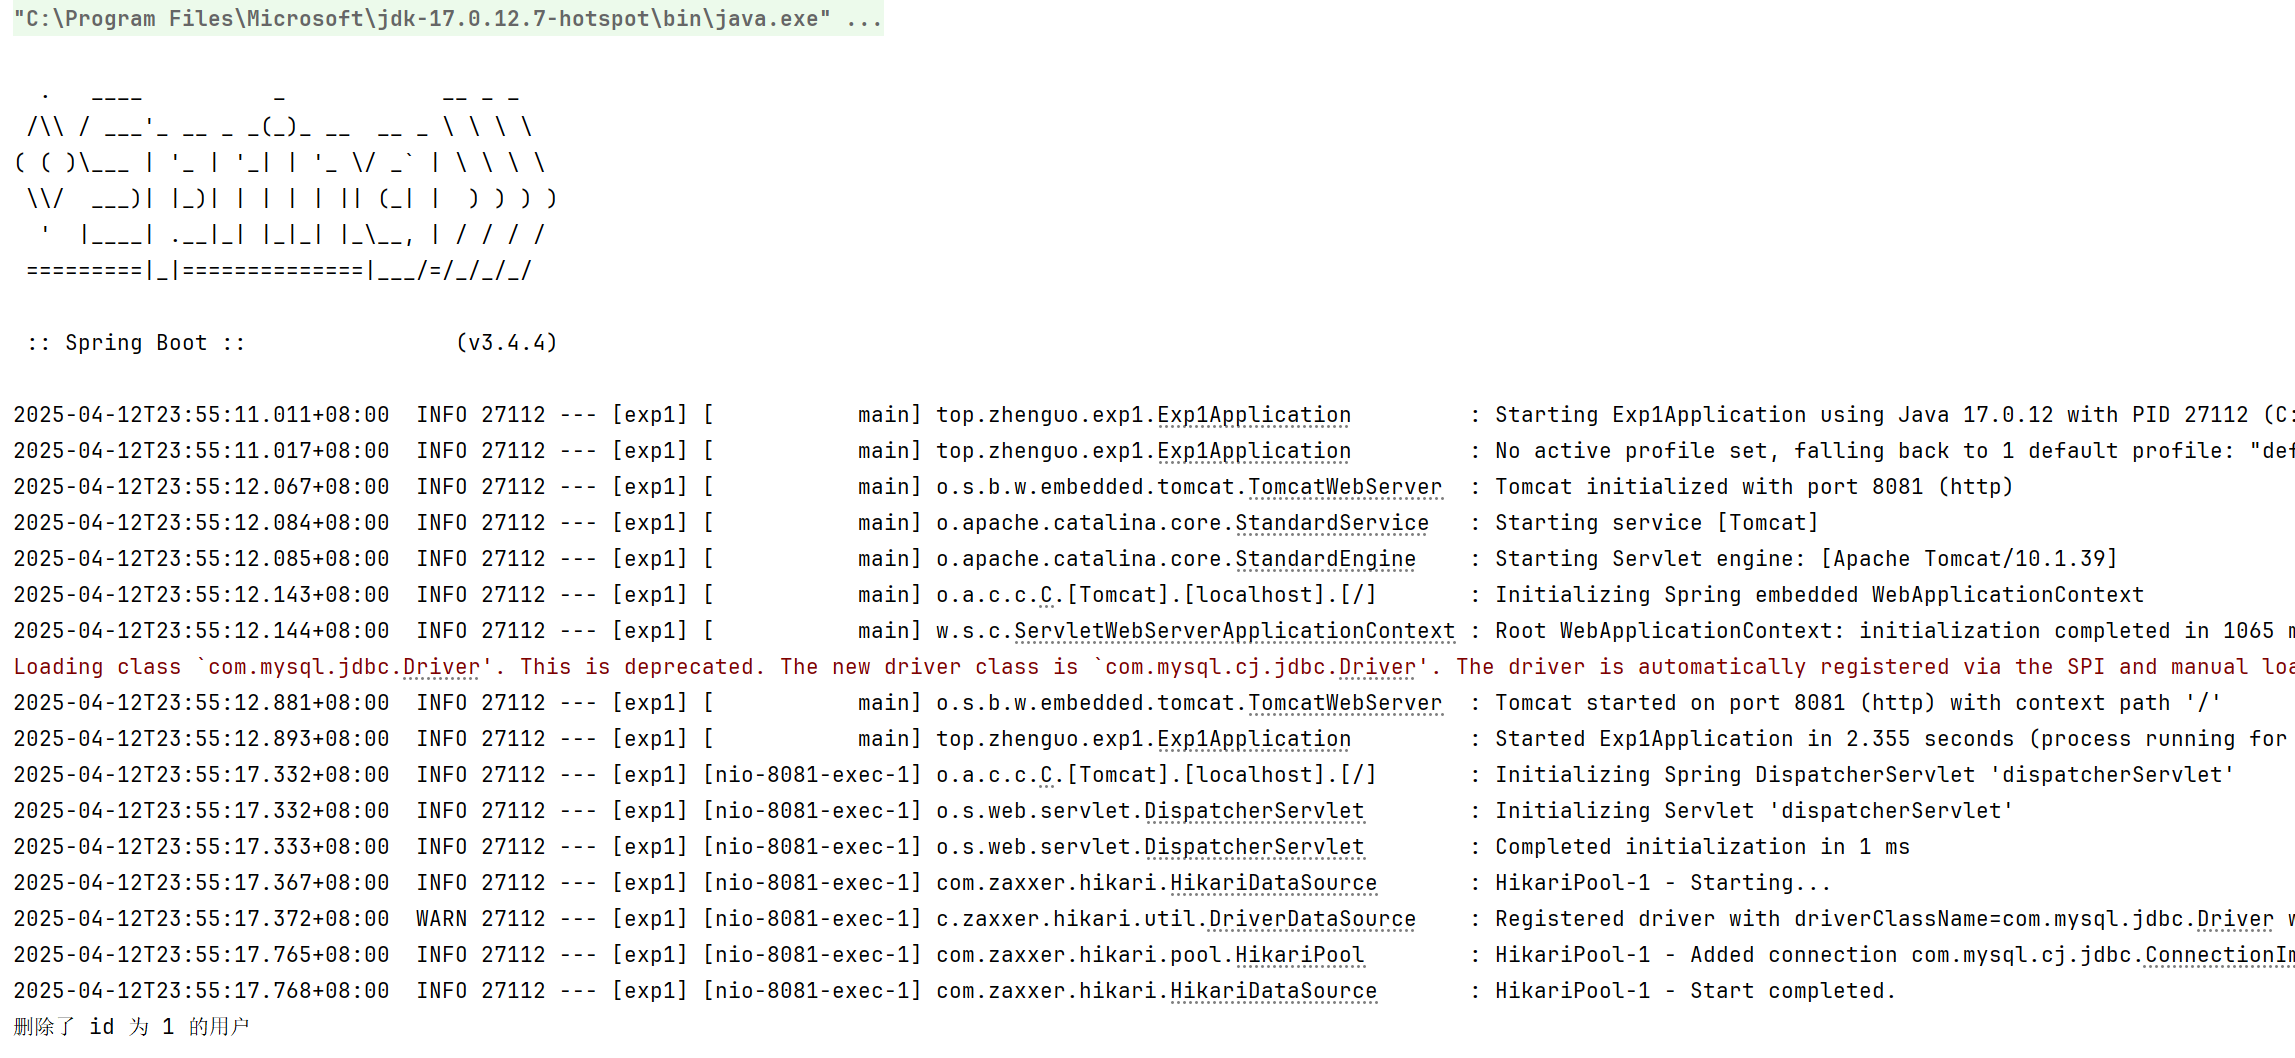 "C:\Program Files\Microsoft\jdk-17.0.12.7-hotspot\bin\java.exe" ...
  .   ____          _            __ _ _
 /\\ / ___'_ __ _ _(_)_ __  __ _ \ \ \ \
( ( )\___ | '_ | '_| | '_ \/ _` | \ \ \ \
 \\/  ___)| |_)| | | | | || (_| |  ) ) ) )
  '  |____| .__|_| |_|_| |_\__, | / / / /
 =========|_|==============|___/=/_/_/_/
 :: Spring Boot ::                (v3.4.4)
2025-04-12T23:55:11.011+08:00  INFO 27112 --- [exp1] [           main] top.zhenguo.exp1.Exp1Application         : Starting Exp1Application using Java 17.0.12 with PID 27112 (C:
2025-04-12T23:55:11.017+08:00  INFO 27112 --- [exp1] [           main] top.zhenguo.exp1.Exp1Application         : No active profile set, falling back to 1 default profile: "def
2025-04-12T23:55:12.067+08:00  INFO 27112 --- [exp1] [           main] o.s.b.w.embedded.tomcat.TomcatWebServer  : Tomcat initialized with port 8081 (http)
2025-04-12T23:55:12.084+08:00  INFO 27112 --- [exp1] [           main] o.apache.catalina.core.StandardService   : Starting service [Tomcat]
2025-04-12T23:55:12.085+08:00  INFO 27112 --- [exp1] [           main] o.apache.catalina.core.StandardEngine    : Starting Servlet engine: [Apache Tomcat/10.1.39]
2025-04-12T23:55:12.143+08:00  INFO 27112 --- [exp1] [           main] o.a.c.c.C.[Tomcat].[localhost].[/]       : Initializing Spring embedded WebApplicationContext
2025-04-12T23:55:12.144+08:00  INFO 27112 --- [exp1] [           main] w.s.c.ServletWebServerApplicationContext : Root WebApplicationContext: initialization completed in 1065 m
Loading class `com.mysql.jdbc.Driver'. This is deprecated. The new driver class is `com.mysql.cj.jdbc.Driver'. The driver is automatically registered via the SPI and manual loa
2025-04-12T23:55:12.881+08:00  INFO 27112 --- [exp1] [           main] o.s.b.w.embedded.tomcat.TomcatWebServer  : Tomcat started on port 8081 (http) with context path '/'
2025-04-12T23:55:12.893+08:00  INFO 27112 --- [exp1] [           main] top.zhenguo.exp1.Exp1Application         : Started Exp1Application in 2.355 seconds (process running for
2025-04-12T23:55:17.332+08:00  INFO 27112 --- [exp1] [nio-8081-exec-1] o.a.c.c.C.[Tomcat].[localhost].[/]       : Initializing Spring DispatcherServlet 'dispatcherServlet'
2025-04-12T23:55:17.332+08:00  INFO 27112 --- [exp1] [nio-8081-exec-1] o.s.web.servlet.DispatcherServlet        : Initializing Servlet 'dispatcherServlet'
2025-04-12T23:55:17.333+08:00  INFO 27112 --- [exp1] [nio-8081-exec-1] o.s.web.servlet.DispatcherServlet        : Completed initialization in 1 ms
2025-04-12T23:55:17.367+08:00  INFO 27112 --- [exp1] [nio-8081-exec-1] com.zaxxer.hikari.HikariDataSource       : HikariPool-1 - Starting...
2025-04-12T23:55:17.372+08:00  WARN 27112 --- [exp1] [nio-8081-exec-1] c.zaxxer.hikari.util.DriverDataSource    : Registered driver with driverClassName=com.mysql.jdbc.Driver w
2025-04-12T23:55:17.765+08:00  INFO 27112 --- [exp1] [nio-8081-exec-1] com.zaxxer.hikari.pool.HikariPool        : HikariPool-1 - Added connection com.mysql.cj.jdbc.ConnectionIm
2025-04-12T23:55:17.768+08:00  INFO 27112 --- [exp1] [nio-8081-exec-1] com.zaxxer.hikari.HikariDataSource       : HikariPool-1 - Start completed.
删除了 id 为 1 的用户